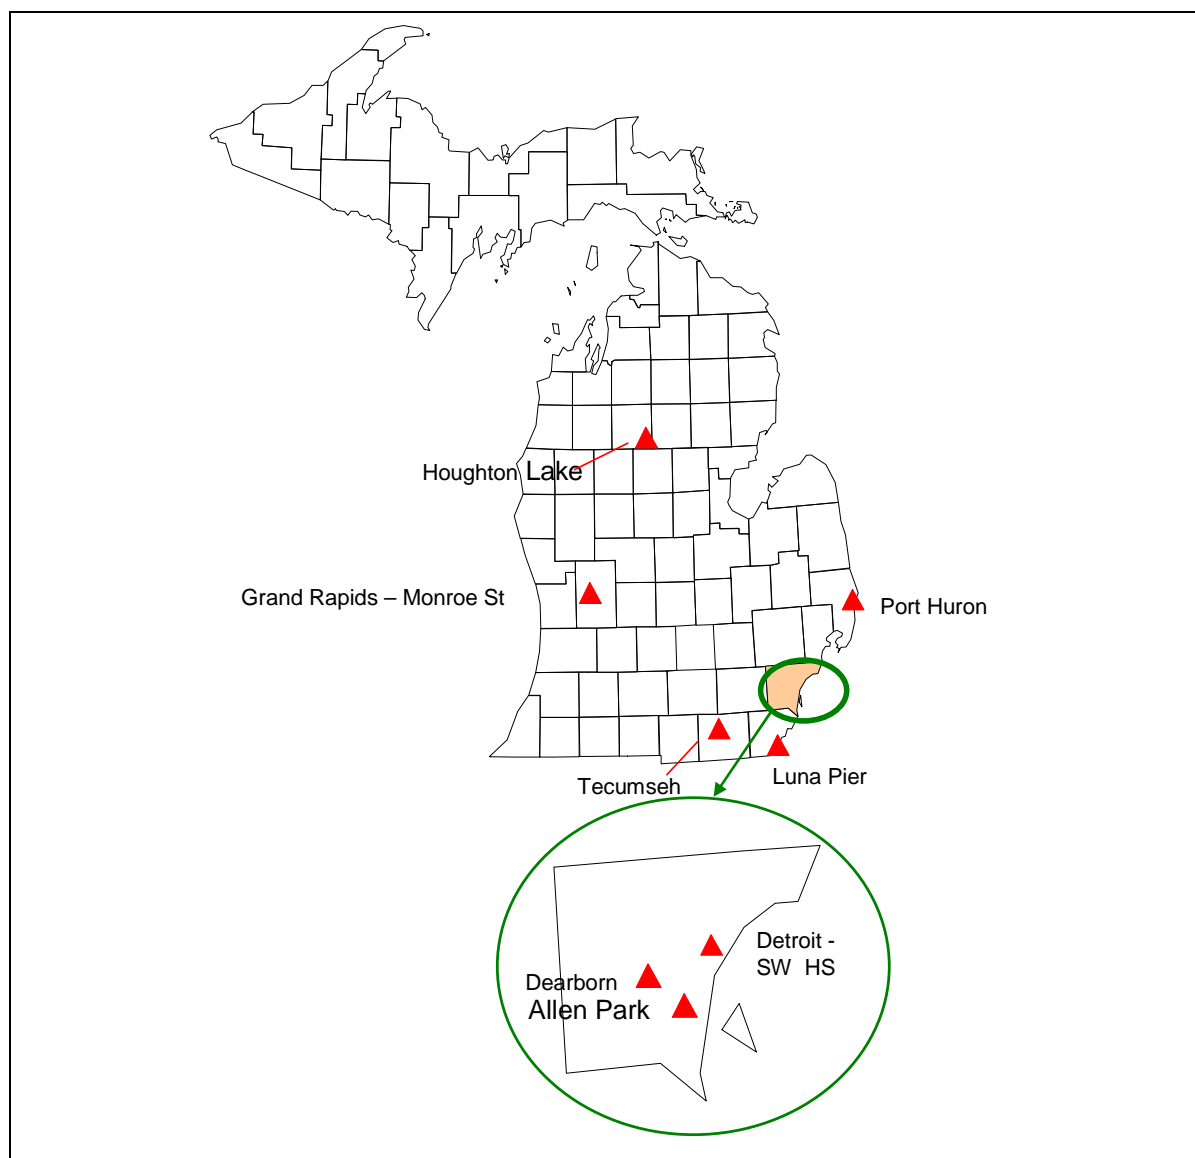 Houghton Lake
Grand Rapids – Monroe St
Port Huron
Tecumseh
Luna Pier
Detroit -
SW HS
Dearborn
Allen Park